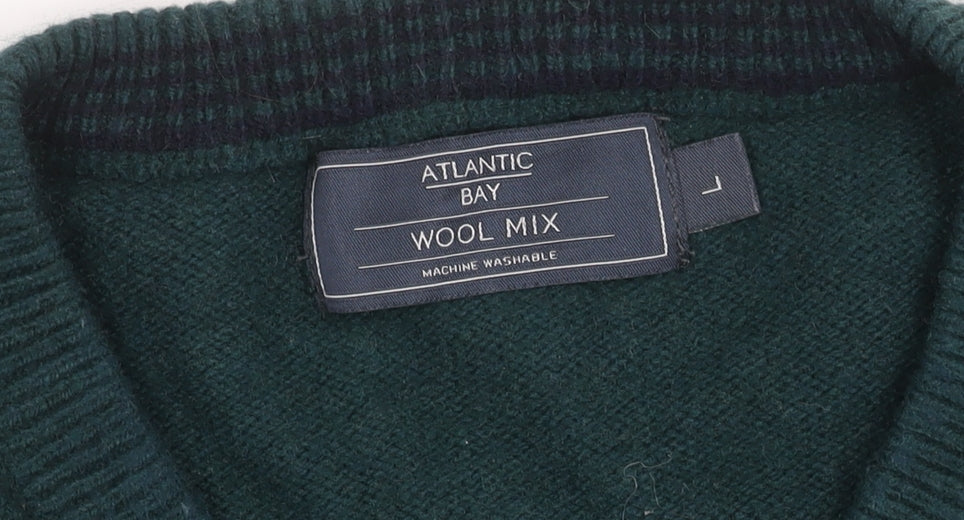 ATLANTIC
BAY
WOOL MIX
MACHINE WASHABLE
L